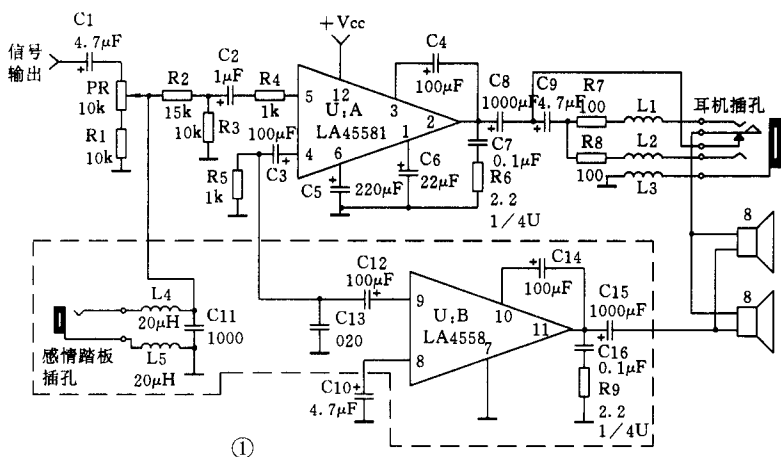 C1
4.7μF
信号
输出
PR
10k
R1
10k
R2
15k
C2
1μF
R3
10k
R4
1k
100μF
C3
R5
1k
+Vcc
12
5
4
3
2
1
6
U:A
LA45581
C4
100μF
C5
220μF
C6
22μF
C7
0.1μF
R6
2.2
1/4U
C8
1000μF
C9
4.7μF
R7
100
R8
100
L1
L2
L3
耳机插孔
8
8
L4
20μH
C11
1000
L5
20μH
感情踏板
插孔
C12
100μF
C13
020
C10
4.7μF
9
8
10
11
7
U:B
LA4558
C14
100μF
C15
1000μF
C16
0.1μF
R9
2.2
1/4U
①